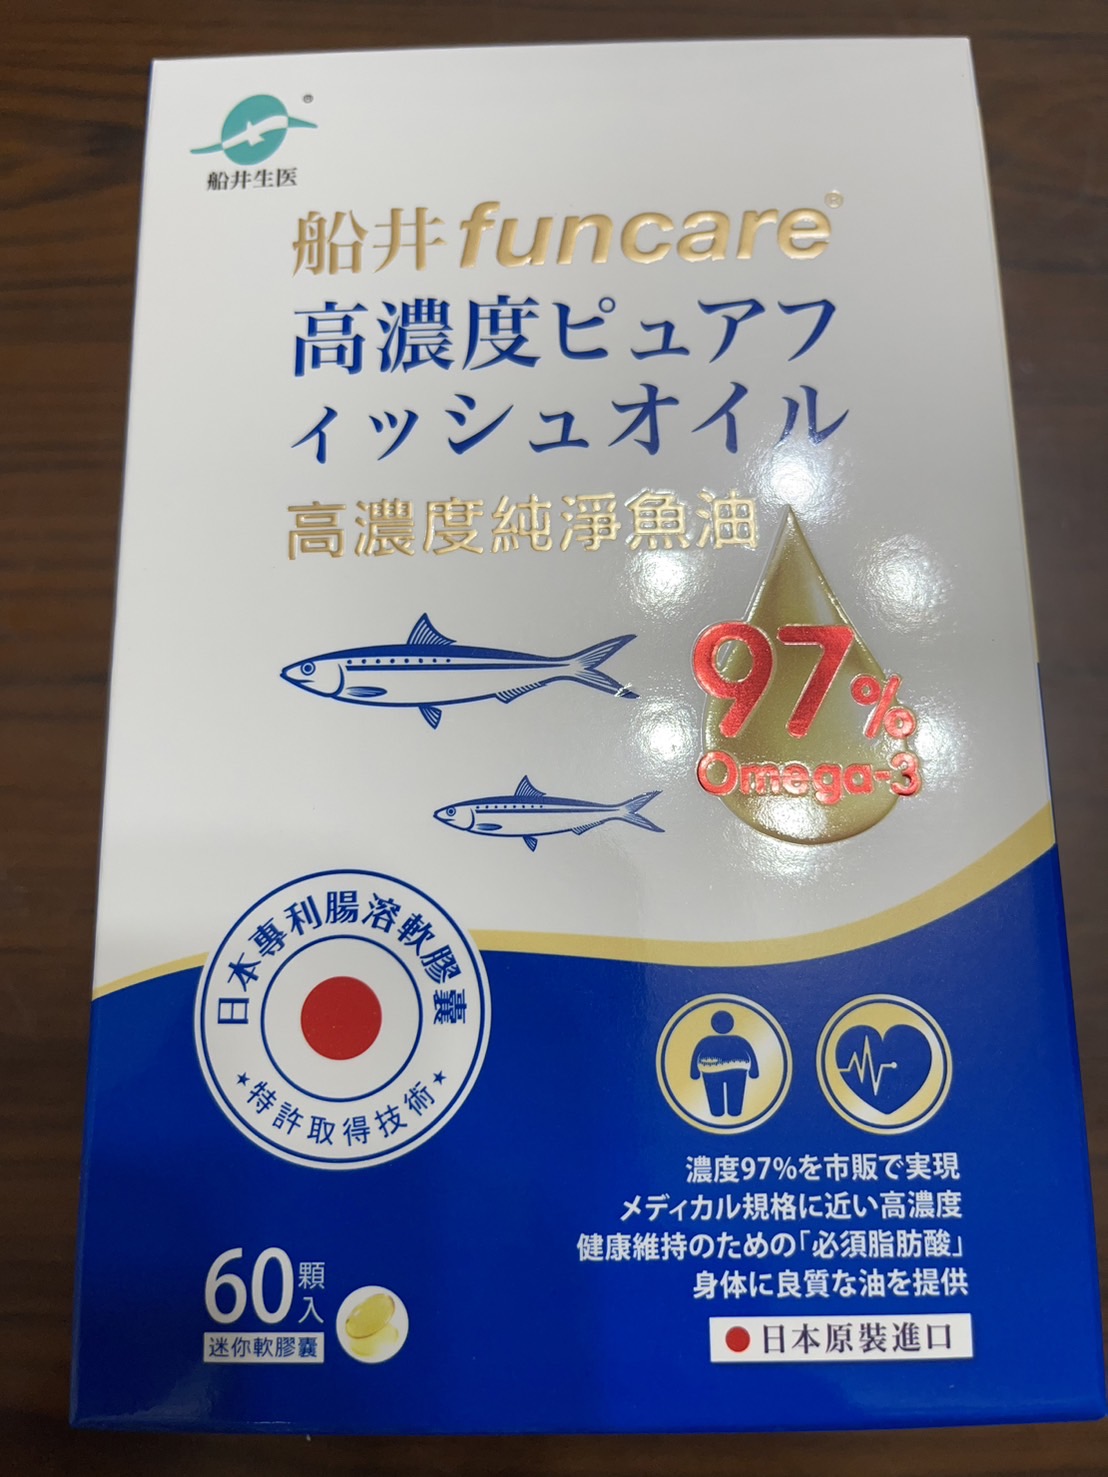 船井生医
船井funcare®
高濃度ピュアフ
ィッシュオイル
高濃度純淨魚油
97%
Omega-3
日本專利腸溶軟膠囊
★特許取得技術★
濃度97%を市販で実現
メディカル規格に近い高濃度
健康維持のための「必須脂肪酸」
身体に良質な油を提供
60顆入
迷你軟膠囊
日本原裝進口